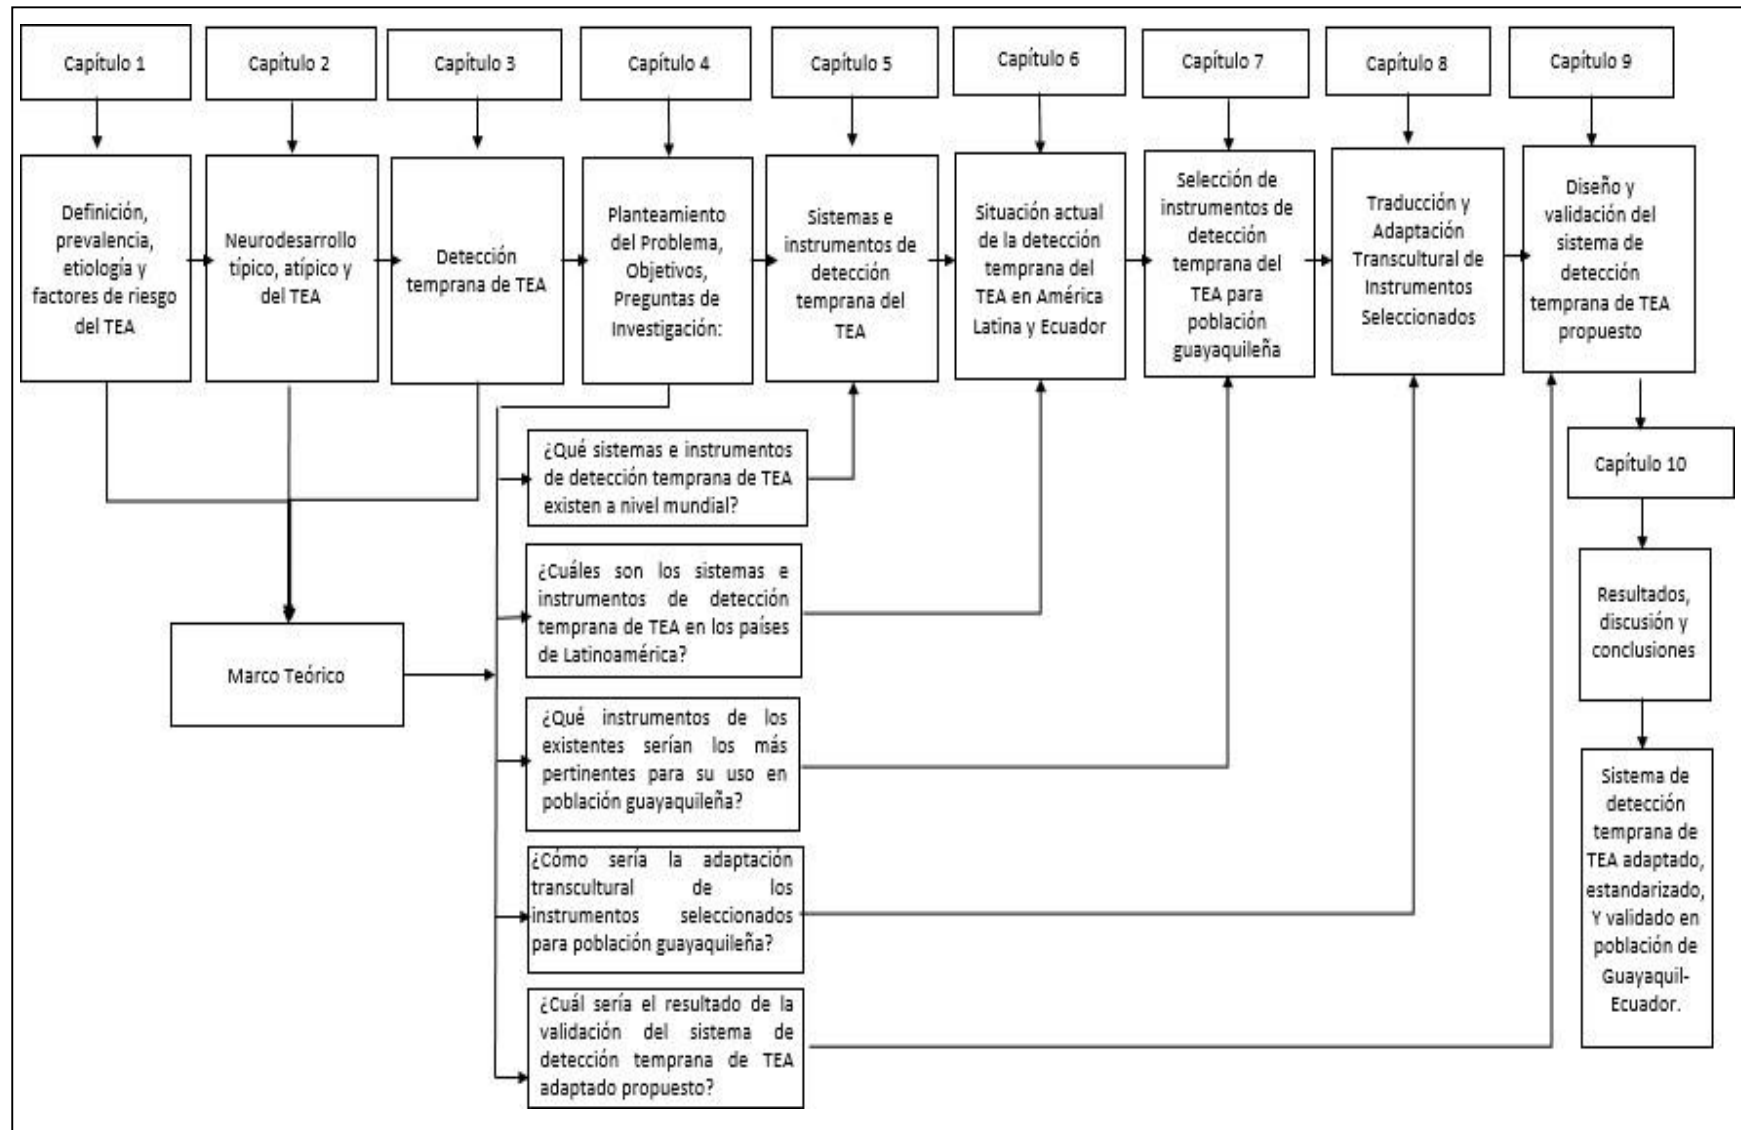 Capítulo 1
Capítulo 2
Capítulo 3
Capítulo 4
Capítulo 5
Capítulo 6
Capítulo 7
Capítulo 8
Capítulo 9
Definición,
prevalencia,
etiología y
factores de riesgo
del TEA
Neurodesarrollo
típico, atípico y
del TEA
Detección
temprana de TEA
Planteamiento
del Problema,
Objetivos,
Preguntas de
Investigación:
Sistemas e
instrumentos de
detección
temprana del
TEA
Situación actual
de la detección
temprana del
TEA en América
Latina y Ecuador
Selección de
instrumentos de
detección
temprana del
TEA para
población
guayaquileña
Traducción y
Adaptación
Transcultural de
Instrumentos
Seleccionados
Diseño y
validación del
sistema de
detección
temprana de TEA
propuesto
¿Qué sistemas e instrumentos
de detección temprana de TEA
existen a nivel mundial?
¿Cuáles son los sistemas e
instrumentos de detección
temprana de TEA en los países
de Latinoamérica?
¿Qué instrumentos de los
existentes serían los más
pertinentes para su uso en
población guayaquileña?
¿Cómo sería la adaptación
transcultural de los
instrumentos seleccionados
para población guayaquileña?
¿Cuál sería el resultado de la
validación del sistema de
detección temprana de TEA
adaptado propuesto?
Marco Teórico
Capítulo 10
Resultados,
discusión y
conclusiones
Sistema de
detección
temprana de
TEA adaptado,
estandarizado,
Y validado en
población de
Guayaquil-
Ecuador.